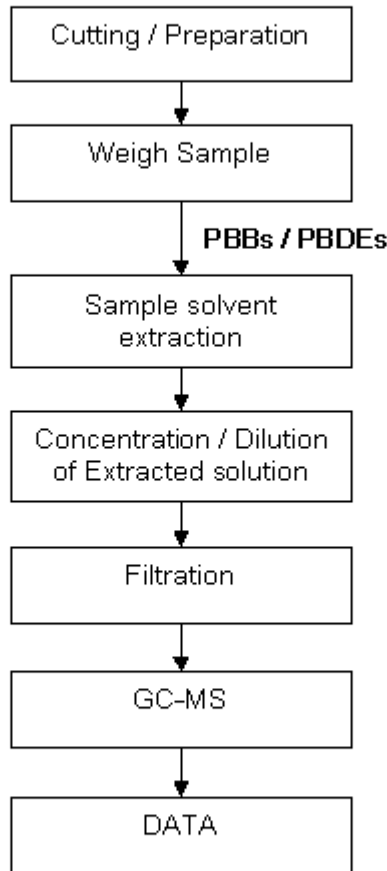 Cutting / Preparation
Weigh Sample
PBBs / PBDEs
Sample solvent
extraction
Concentration / Dilution
of Extracted solution
Filtration
GC-MS
DATA